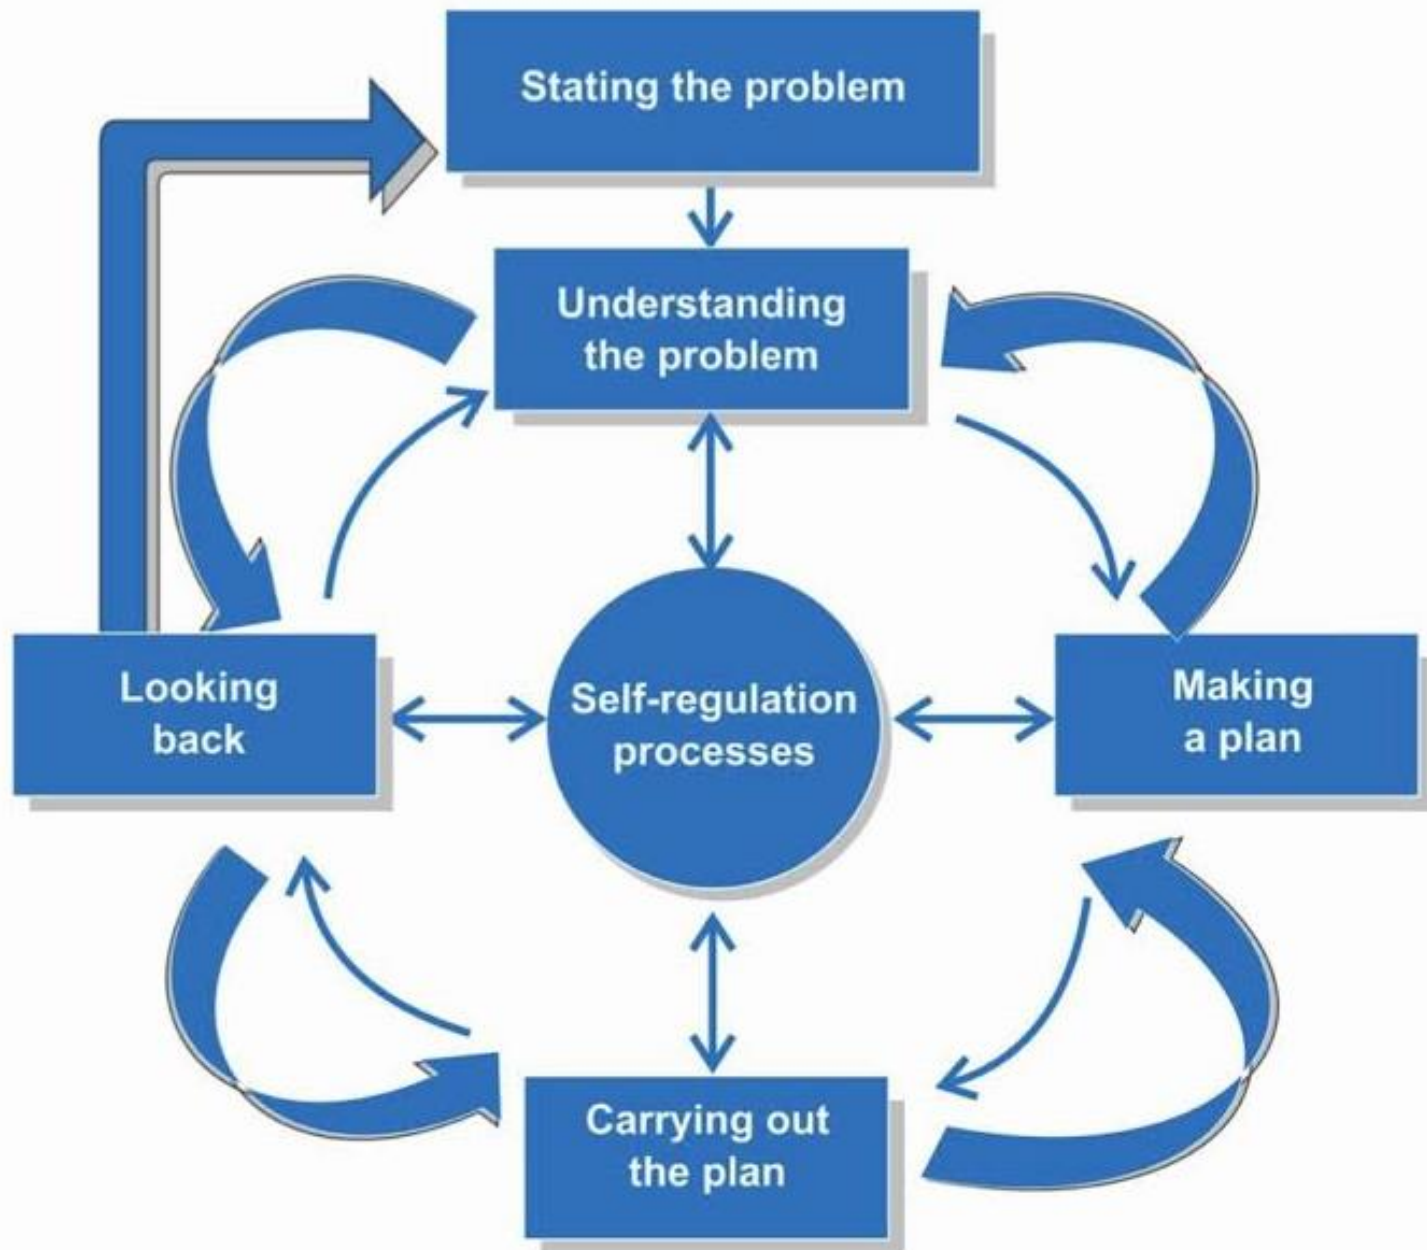 Stating the problem
Understanding
the problem
Looking
back
Self-regulation
processes
Making
a plan
Carrying out
the plan